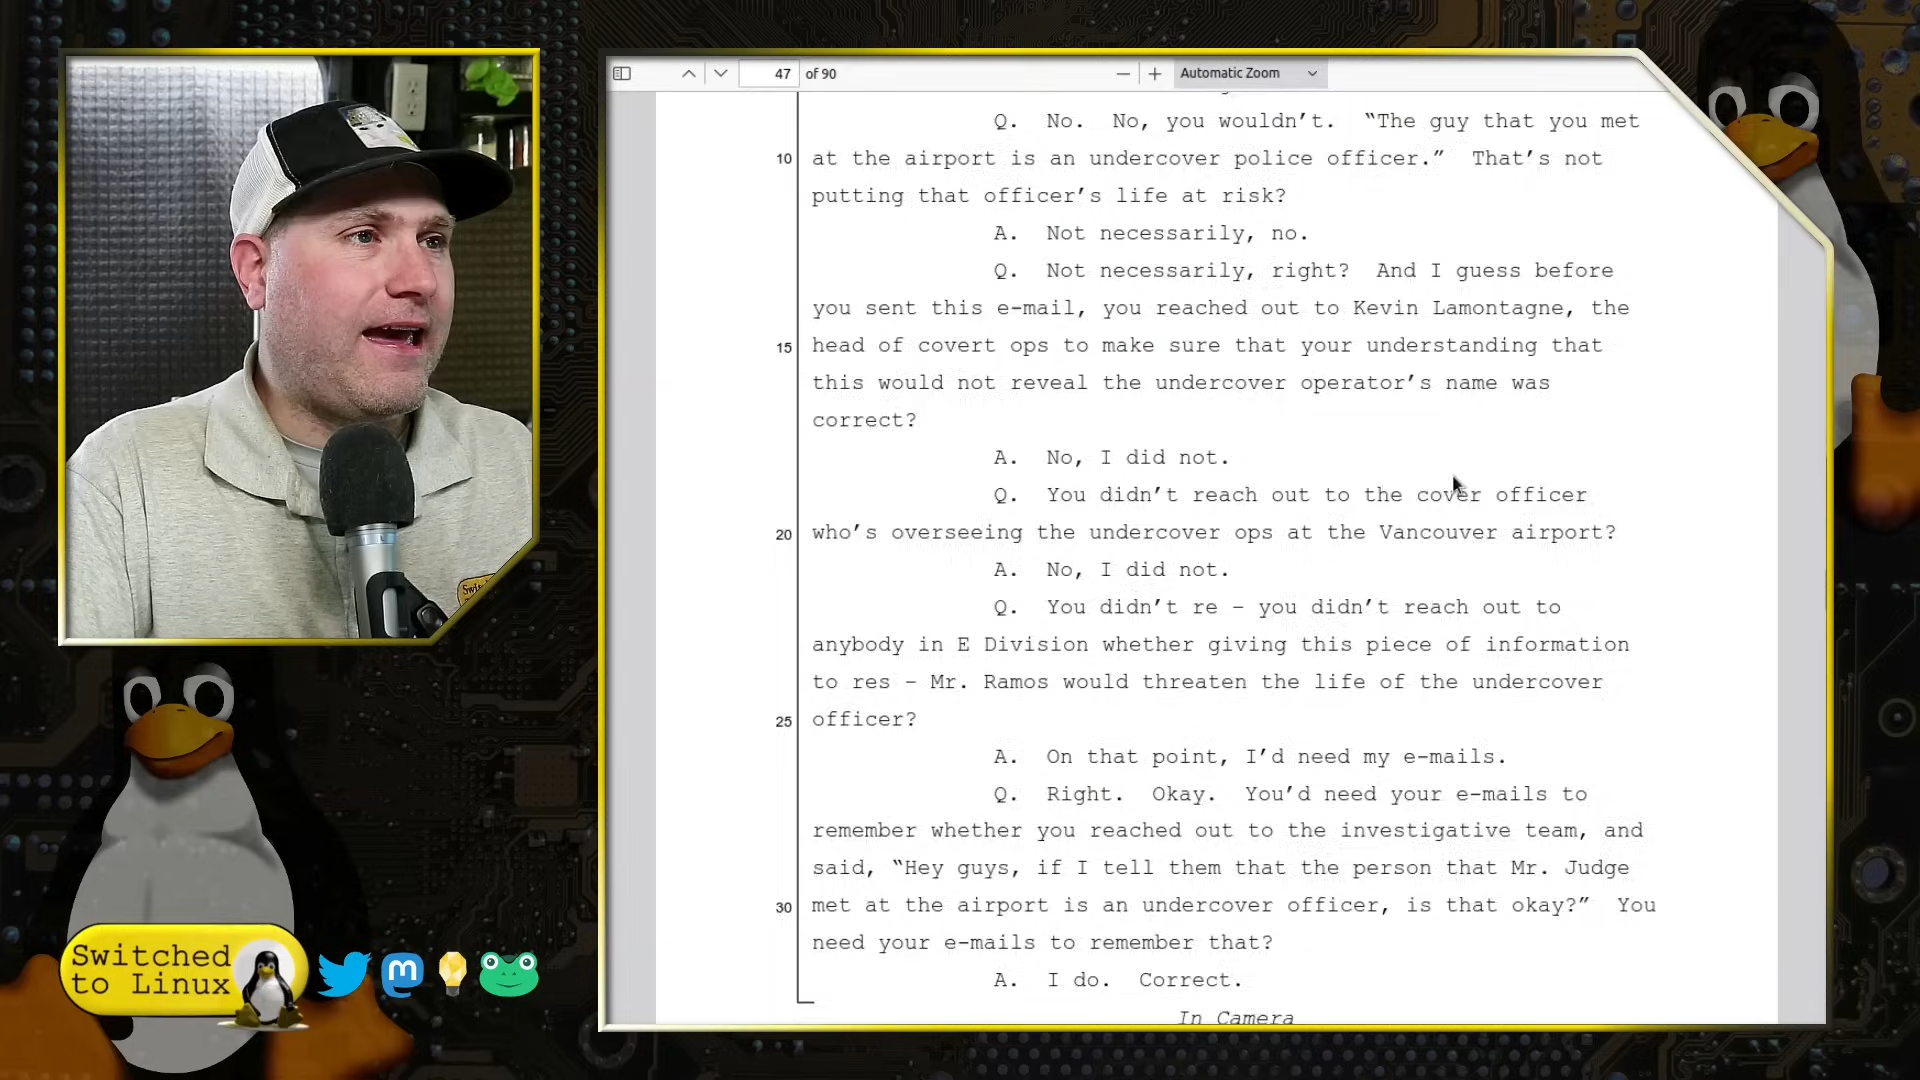 47 of 90
Automatic Zoom
Q. No. No, you wouldn't. “The guy that you met
10 at the airport is an undercover police officer.” That's not
putting that officer's life at risk?
A. Not necessarily, no.
Q. Not necessarily, right? And I guess before
you sent this e-mail, you reached out to Kevin Lamontagne, the
15 head of covert ops to make sure that your understanding that
this would not reveal the undercover operator's name was
correct?
A. No, I did not.
Q. You didn't reach out to the cover officer
20 who's overseeing the undercover ops at the Vancouver airport?
A. No, I did not.
Q. You didn't re – you didn't reach out to
anybody in E Division whether giving this piece of information
to res – Mr. Ramos would threaten the life of the undercover
25 officer?
A. On that point, I'd need my e-mails.
Q. Right. Okay. You'd need your e-mails to
remember whether you reached out to the investigative team, and
said, “Hey guys, if I tell them that the person that Mr. Judge
30 met at the airport is an undercover officer, is that okay?” You
need your e-mails to remember that?
A. I do. Correct.
In Camera
Switched
to Linux